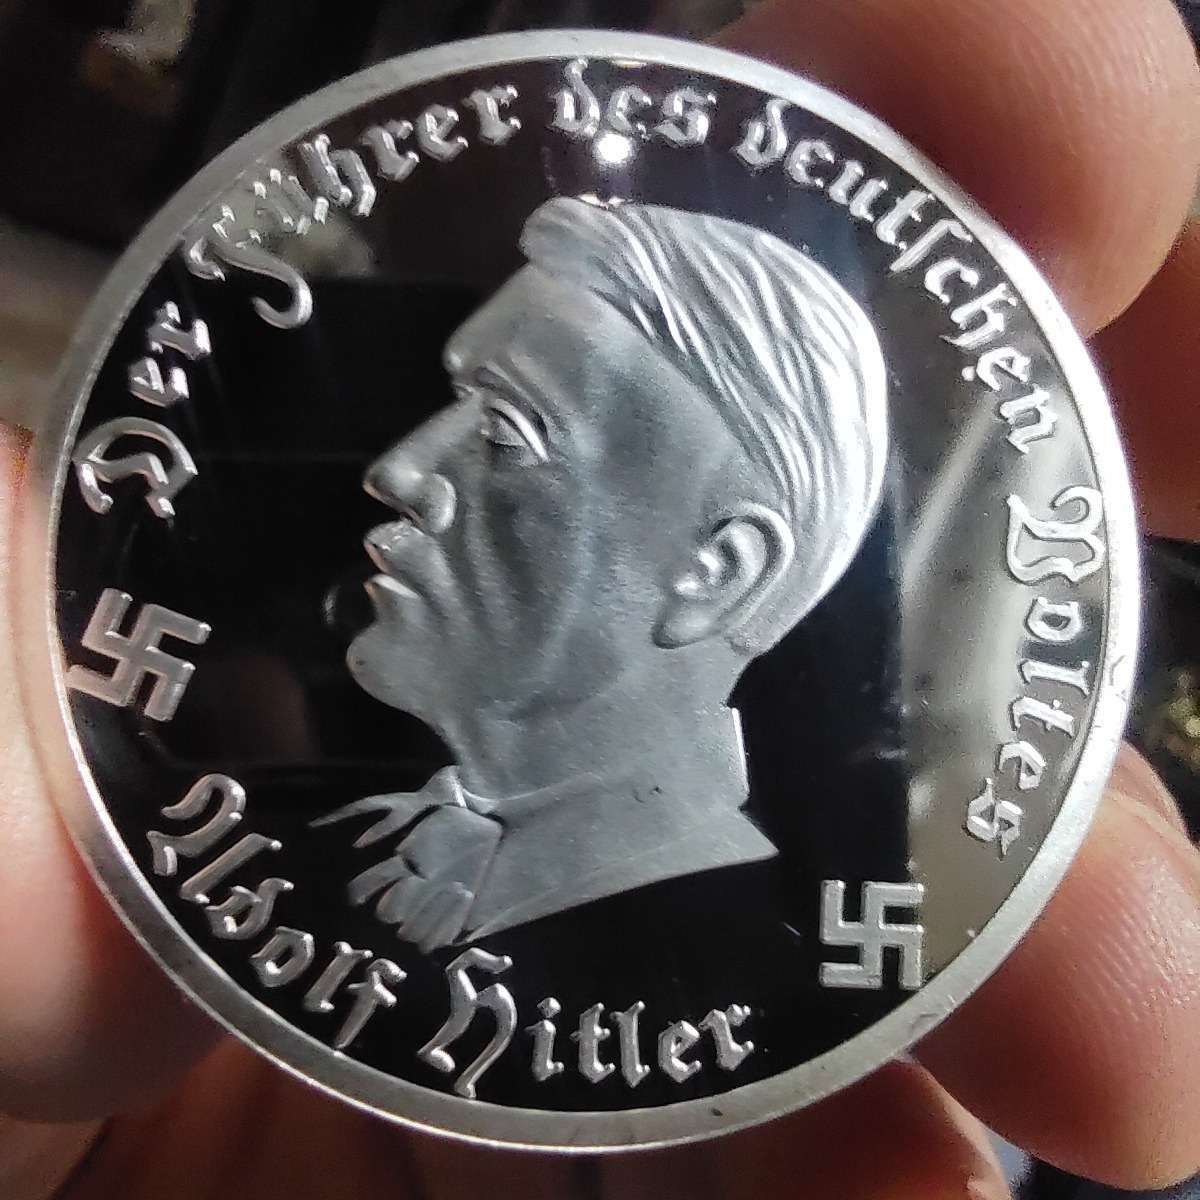 Der Führer des deutschen Volkes
Adolf Hitler